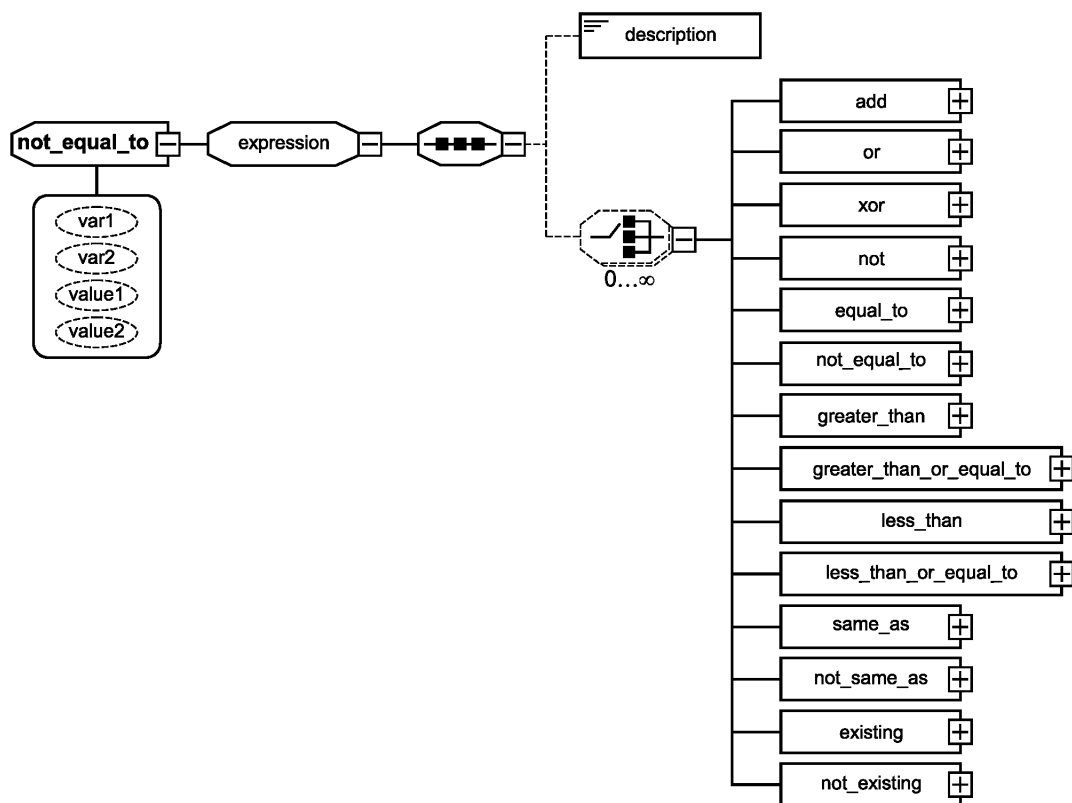 description
not_equal_to
expression
var1
var2
value1
value2
0...∞
add
or
xor
not
equal_to
not_equal_to
greater_than
greater_than_or_equal_to
less_than
less_than_or_equal_to
same_as
not_same_as
existing
not_existing